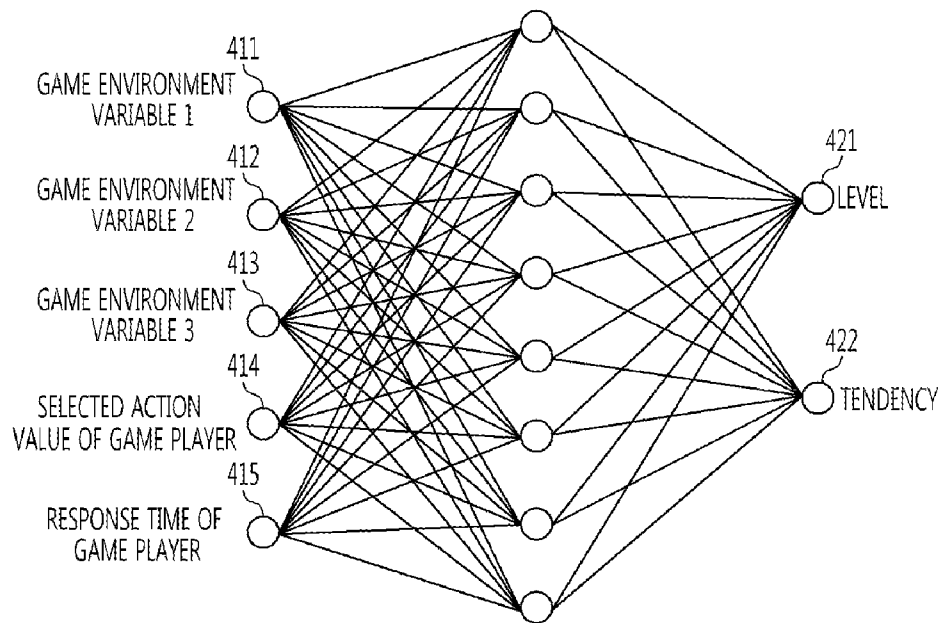 411
GAME ENVIRONMENT
VARIABLE 1
412
GAME ENVIRONMENT
VARIABLE 2
413
GAME ENVIRONMENT
VARIABLE 3
414
SELECTED ACTION
VALUE OF GAME PLAYER
415
RESPONSE TIME OF
GAME PLAYER
421
LEVEL
422
TENDENCY